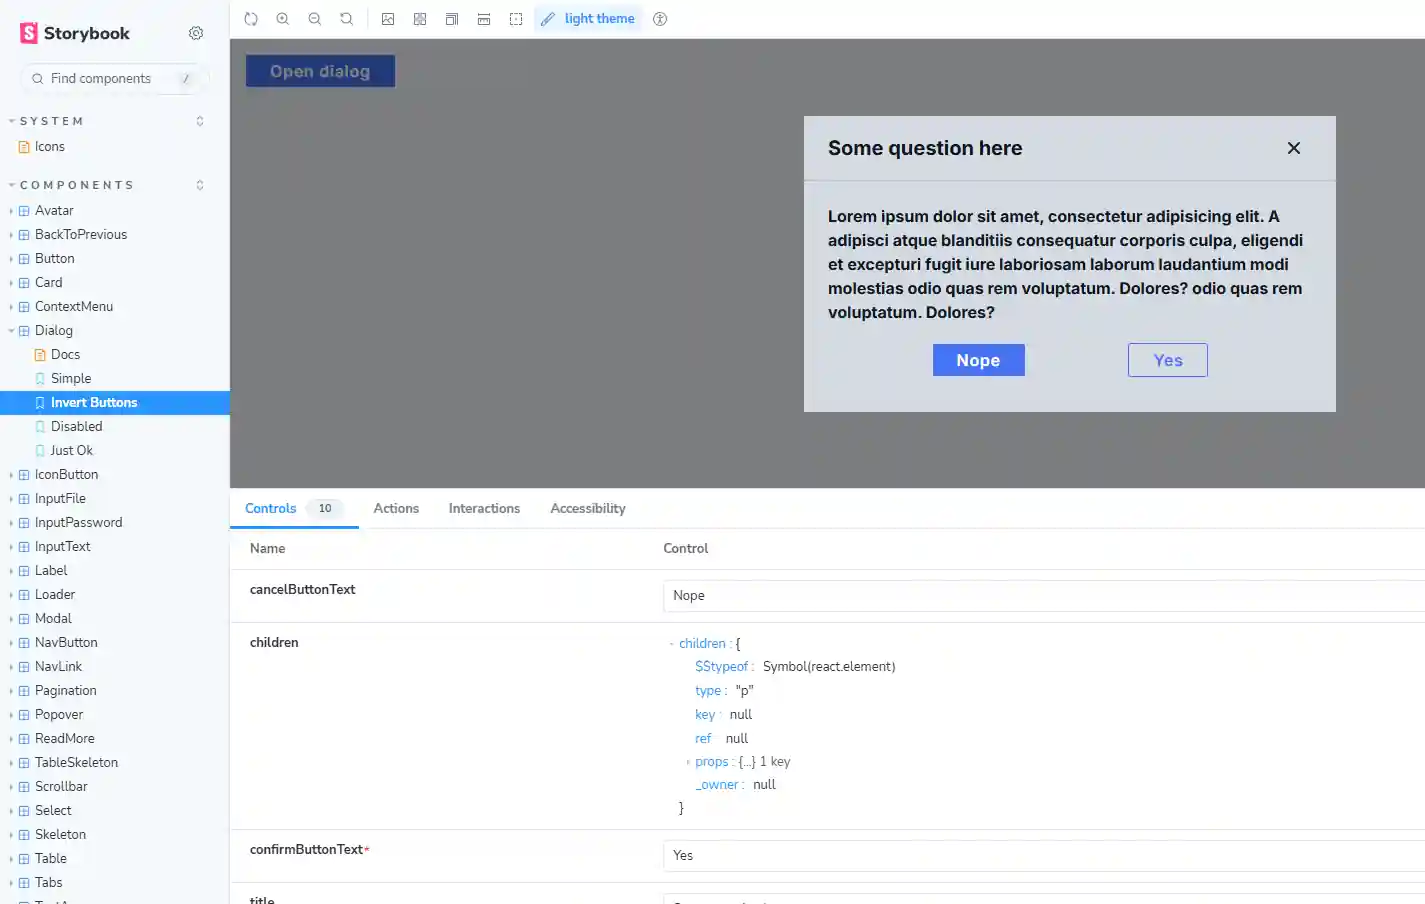 Storybook
Find components
/
SYSTEM
Icons
COMPONENTS
Avatar
BackToPrevious
Button
Card
ContextMenu
Dialog
Docs
Simple
Invert Buttons
Disabled
Just Ok
IconButton
InputFile
InputPassword
InputText
Label
Loader
Modal
NavButton
NavLink
Pagination
Popover
ReadMore
TableSkeleton
Scrollbar
Select
Skeleton
Table
Tabs
light theme
Open dialog
Some question here
Lorem ipsum dolor sit amet, consectetur adipisicing elit. A
adipisci atque blanditiis consequatur corporis culpa, eligendi
et excepturi fugit iure laboriosam laborum laudantium modi
molestias odio quas rem voluptatum. Dolores? odio quas rem
voluptatum. Dolores?
Nope Yes
Controls 10 Actions Interactions Accessibility
Name Control
cancelButtonText Nope
children - children : {
$$typeof : Symbol(react.element)
type : "p"
key : null
ref null
props : {...} 1 key
_owner : null
}
confirmButtonText* Yes
title